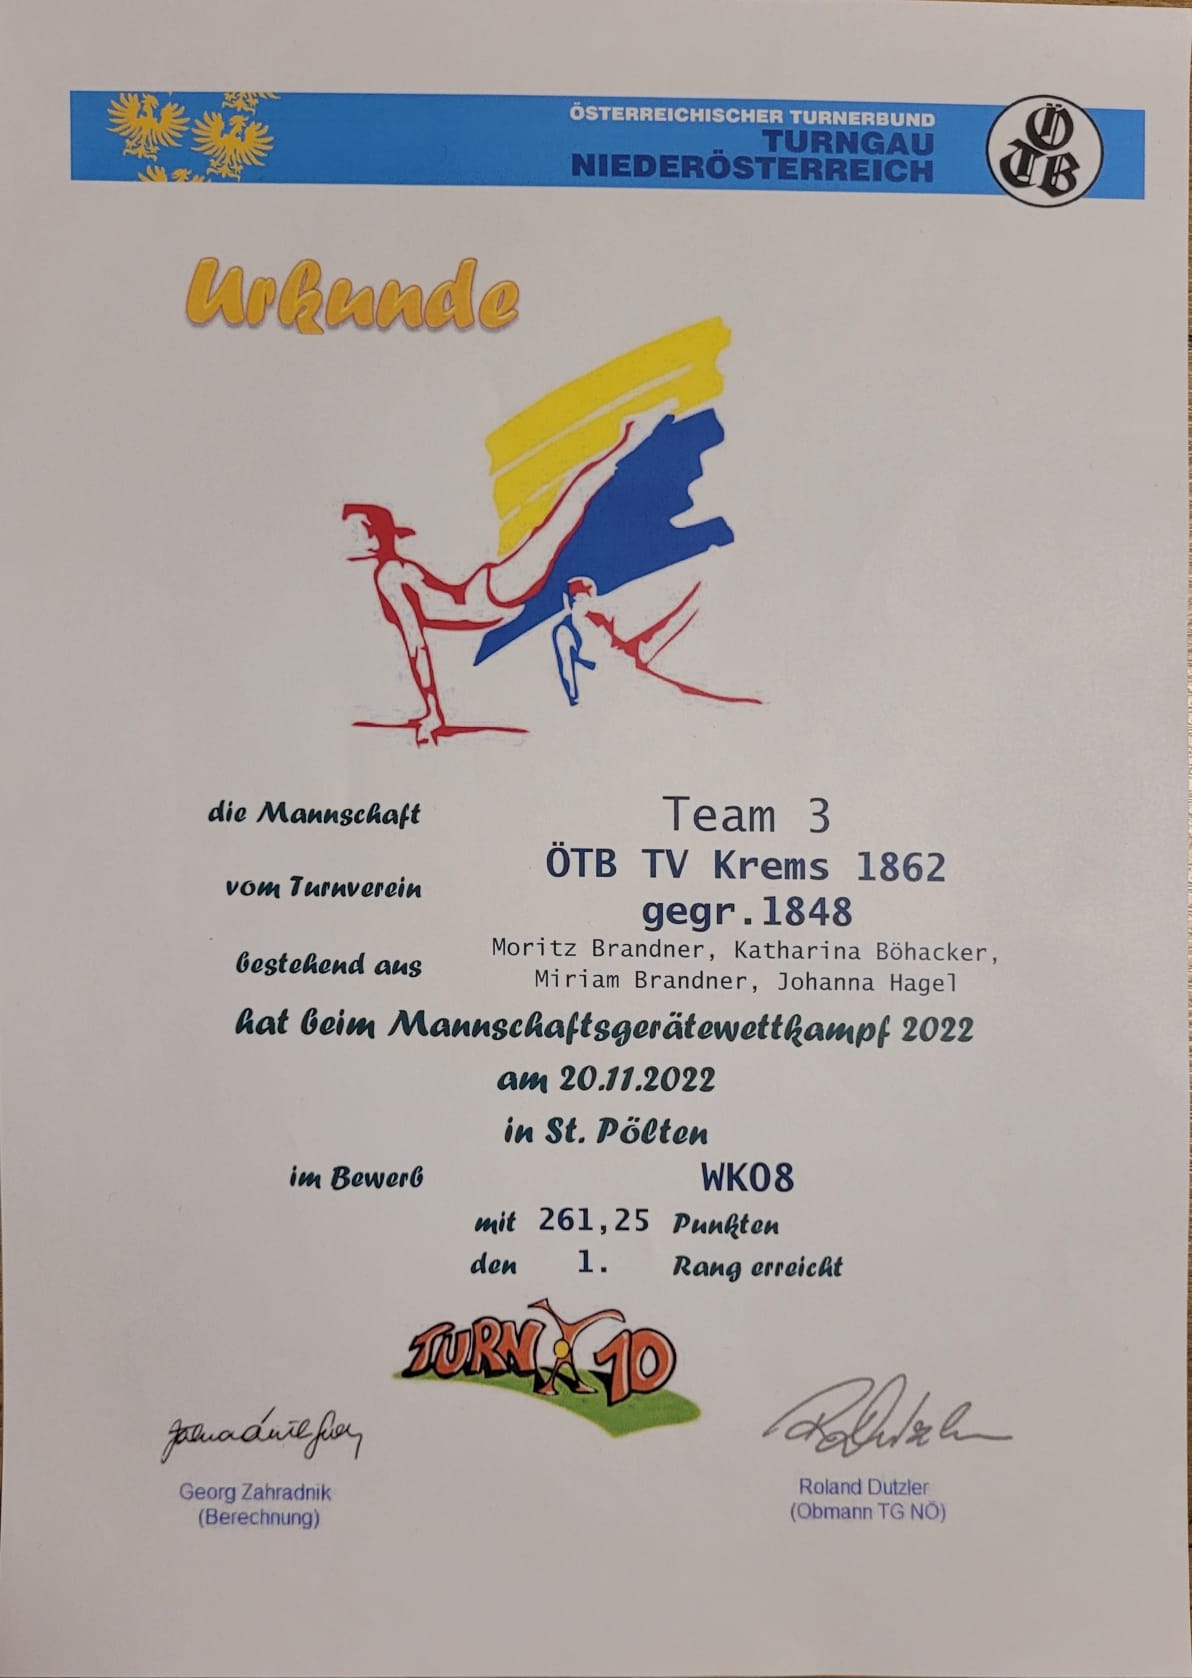 ÖSTERREICHISCHER TURNERBUND
TURNGAU
NIEDERÖSTERREICH
ÖTB
Urkunde
die Mannschaft Team 3
vom Turnverein ÖTB TV Krems 1862
gegr.1848
bestehend aus Moritz Brandner, Katharina Böhacker,
Miriam Brandner, Johanna Hagel
hat beim Mannschaftsgerätewettkampf 2022
am 20.11.2022
in St. Pölten
im Bewerb WK08
mit 261,25 Punkten
den 1. Rang erreicht
TURN 10
Georg Zahradnik
(Berechnung)
Roland Dutzler
(Obmann TG NÖ)